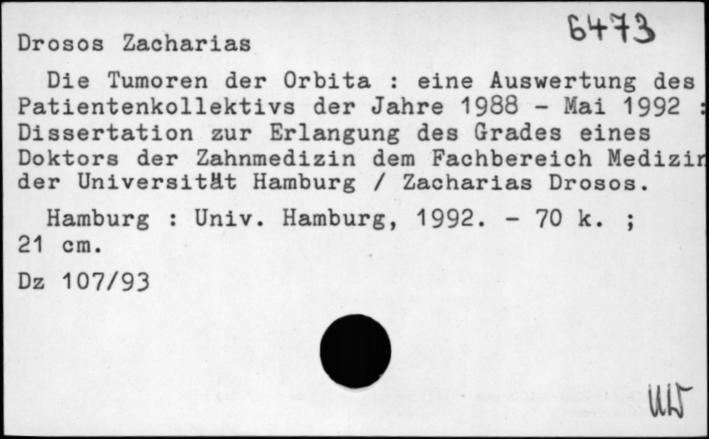 6473
Drosos Zacharias
Die Tumoren der Orbita : eine Auswertung des
Patientenkollektivs der Jahre 1988 - Mai 1992 :
Dissertation zur Erlangung des Grades eines
Doktors der Zahnmedizin dem Fachbereich Medizin
der Universität Hamburg / Zacharias Drosos.
Hamburg : Univ. Hamburg, 1992. - 70 k. ;
21 cm.
Dz 107/93